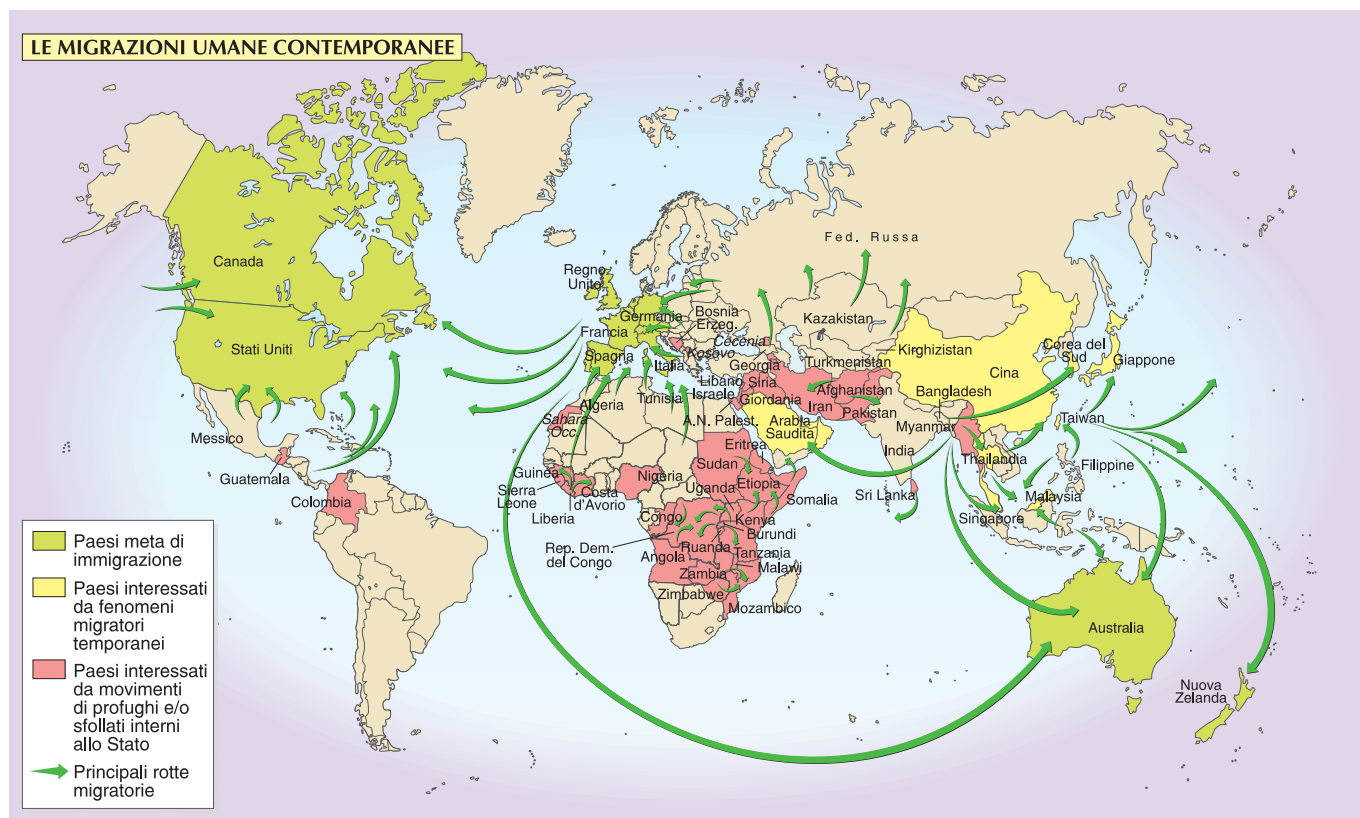 LE MIGRAZIONI UMANE CONTEMPORANEE
Fed. Russa
Canada
Regno
Unito
Germania
Bosnia
Erzeg.
Kazakistan
Francia
Stati Uniti
Cecenia
Kosovo
Kirghizistan
Corea del
Sud
Giappone
Spagna
Italia
Georgia
Turkmenistan
Cina
Libano
Siria
Israele
Giordania
Afghanistan
Bangladesh
Algeria
Tunisia
Iran
Pakistan
Sahara
Occ.
A.N. Palest.
Arabia
Saudita
Myanmar
Taiwan
Messico
Eritrea
India
Thailandia
Filippine
Guatemala
Guinea
Nigeria
Sudan
Etiopia
Colombia
Sierra
Leone
Costa
d'Avorio
Uganda
Somalia
Sri Lanka
Malaysia
Liberia
Congo
Kenya
Singapore
Burundi
Rep. Dem.
del Congo
Ruanda
Tanzania
Angola
Malawi
Zambia
Zimbabwe
Mozambico
Australia
Nuova
Zelanda
Paesi meta di
immigrazione
Paesi interessati
da fenomeni
migratori
temporanei
Paesi interessati
da movimenti
di profughi e/o
sfollati interni
allo Stato
Principali rotte
migratorie